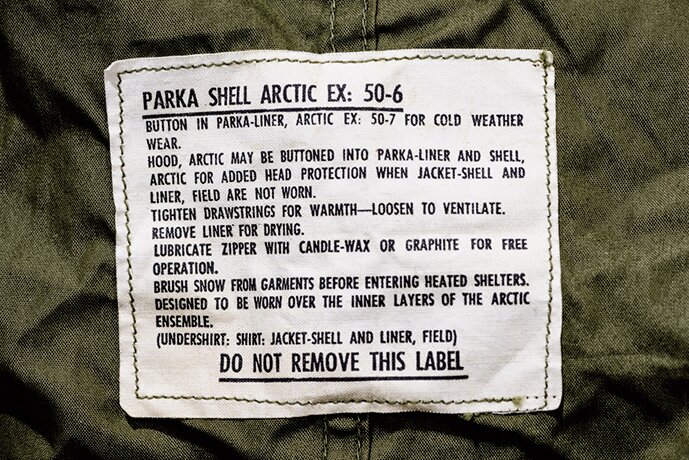 PARKA SHELL ARCTIC EX: 50-6
BUTTON IN PARKA-LINER, ARCTIC EX: 50-7 FOR COLD WEATHER
WEAR.
HOOD, ARCTIC MAY BE BUTTONED INTO PARKA-LINER AND SHELL,
ARCTIC FOR ADDED HEAD PROTECTION WHEN JACKET-SHELL AND
LINER, FIELD ARE NOT WORN.
TIGHTEN DRAWSTRINGS FOR WARMTH—LOOSEN TO VENTILATE.
REMOVE LINER FOR DRYING.
LUBRICATE ZIPPER WITH CANDLE-WAX OR GRAPHITE FOR FREE
OPERATION.
BRUSH SNOW FROM GARMENTS BEFORE ENTERING HEATED SHELTERS.
DESIGNED TO BE WORN OVER THE INNER LAYERS OF THE ARCTIC
ENSEMBLE.
(UNDERSHIRT: SHIRT: JACKET-SHELL AND LINER, FIELD)
DO NOT REMOVE THIS LABEL